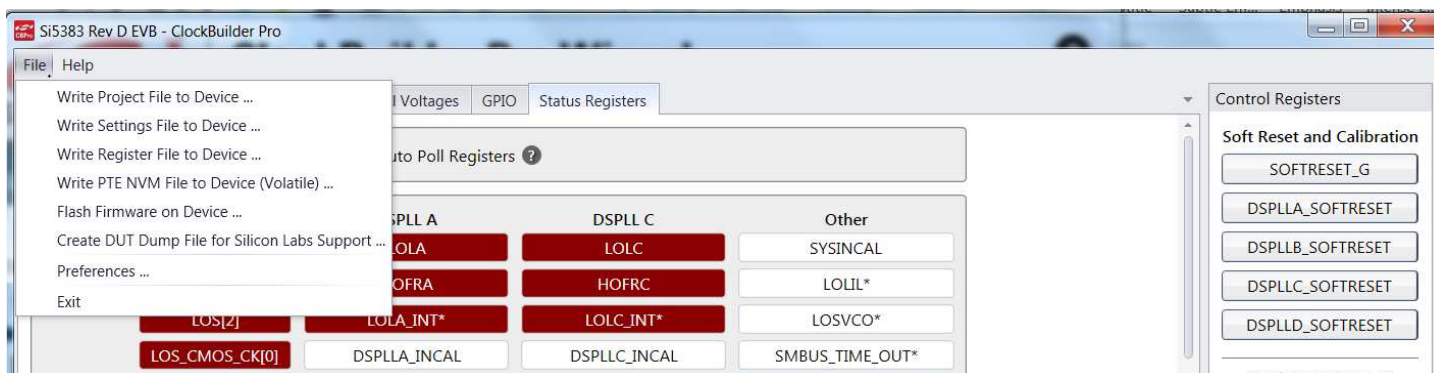 Si5383 Rev D EVB - ClockBuilder Pro
File Help
Write Project File to Device ...
Write Settings File to Device ...
Write Register File to Device ...
Write PTE NVM File to Device (Volatile) ...
Flash Firmware on Device ...
Create DUT Dump File for Silicon Labs Support ...
Preferences ...
Exit
Voltages GPIO Status Registers
Poll Registers ?
DSPLL C Other
LOLC SYSINCAL
HOFRC LOLIL*
LOS[2] LOLA_INT* LOLC_INT* LOSVCO*
LOS_CMOS_CK[0] DSPLLA_INCAL DSPLLC_INCAL SMBUS_TIME_OUT*
Control Registers
Soft Reset and Calibration
SOFTRESET_G
DSPLLA_SOFTRESET
DSPLLB_SOFTRESET
DSPLLC_SOFTRESET
DSPLLD_SOFTRESET